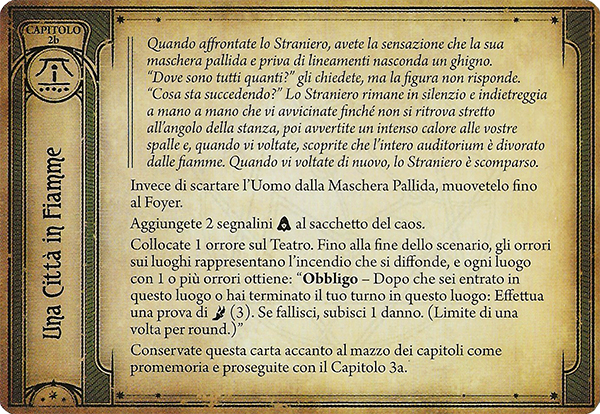 CAPITOLO
2b
Una Città in Fiamme
Quando affrontate lo Straniero, avete la sensazione che la sua
maschera pallida e priva di lineamenti nasconda un ghigno.
“Dove sono tutti quanti?” gli chiedete, ma la figura non risponde.
“Cosa sta succedendo?” Lo Straniero rimane in silenzio e indietreggia
a mano a mano che vi avvicinate finché non si ritrova stretto
all’angolo della stanza, poi avvertite un intenso calore alle vostre
spalle e, quando vi voltate, scoprite che l’intero auditorium è divorato
dalle fiamme. Quando vi voltate di nuovo, lo Straniero è scomparso.
Invece di scartare l’Uomo dalla Maschera Pallida, muovetelo fino
al Foyer.
Aggiungete 2 segnalini al sacchetto del caos.
Collocate 1 orrore sul Teatro. Fino alla fine dello scenario, gli orrori
sui luoghi rappresentano l’incendio che si diffonde, e ogni luogo
con 1 o più orrori ottiene: “Obbligo – Dopo che sei entrato in
questo luogo o hai terminato il tuo turno in questo luogo: Effettua
una prova di (3). Se fallisci, subisci 1 danno. (Limite di una
volta per round.)”
Conservate questa carta accanto al mazzo dei capitoli come
promemoria e proseguite con il Capitolo 3a.